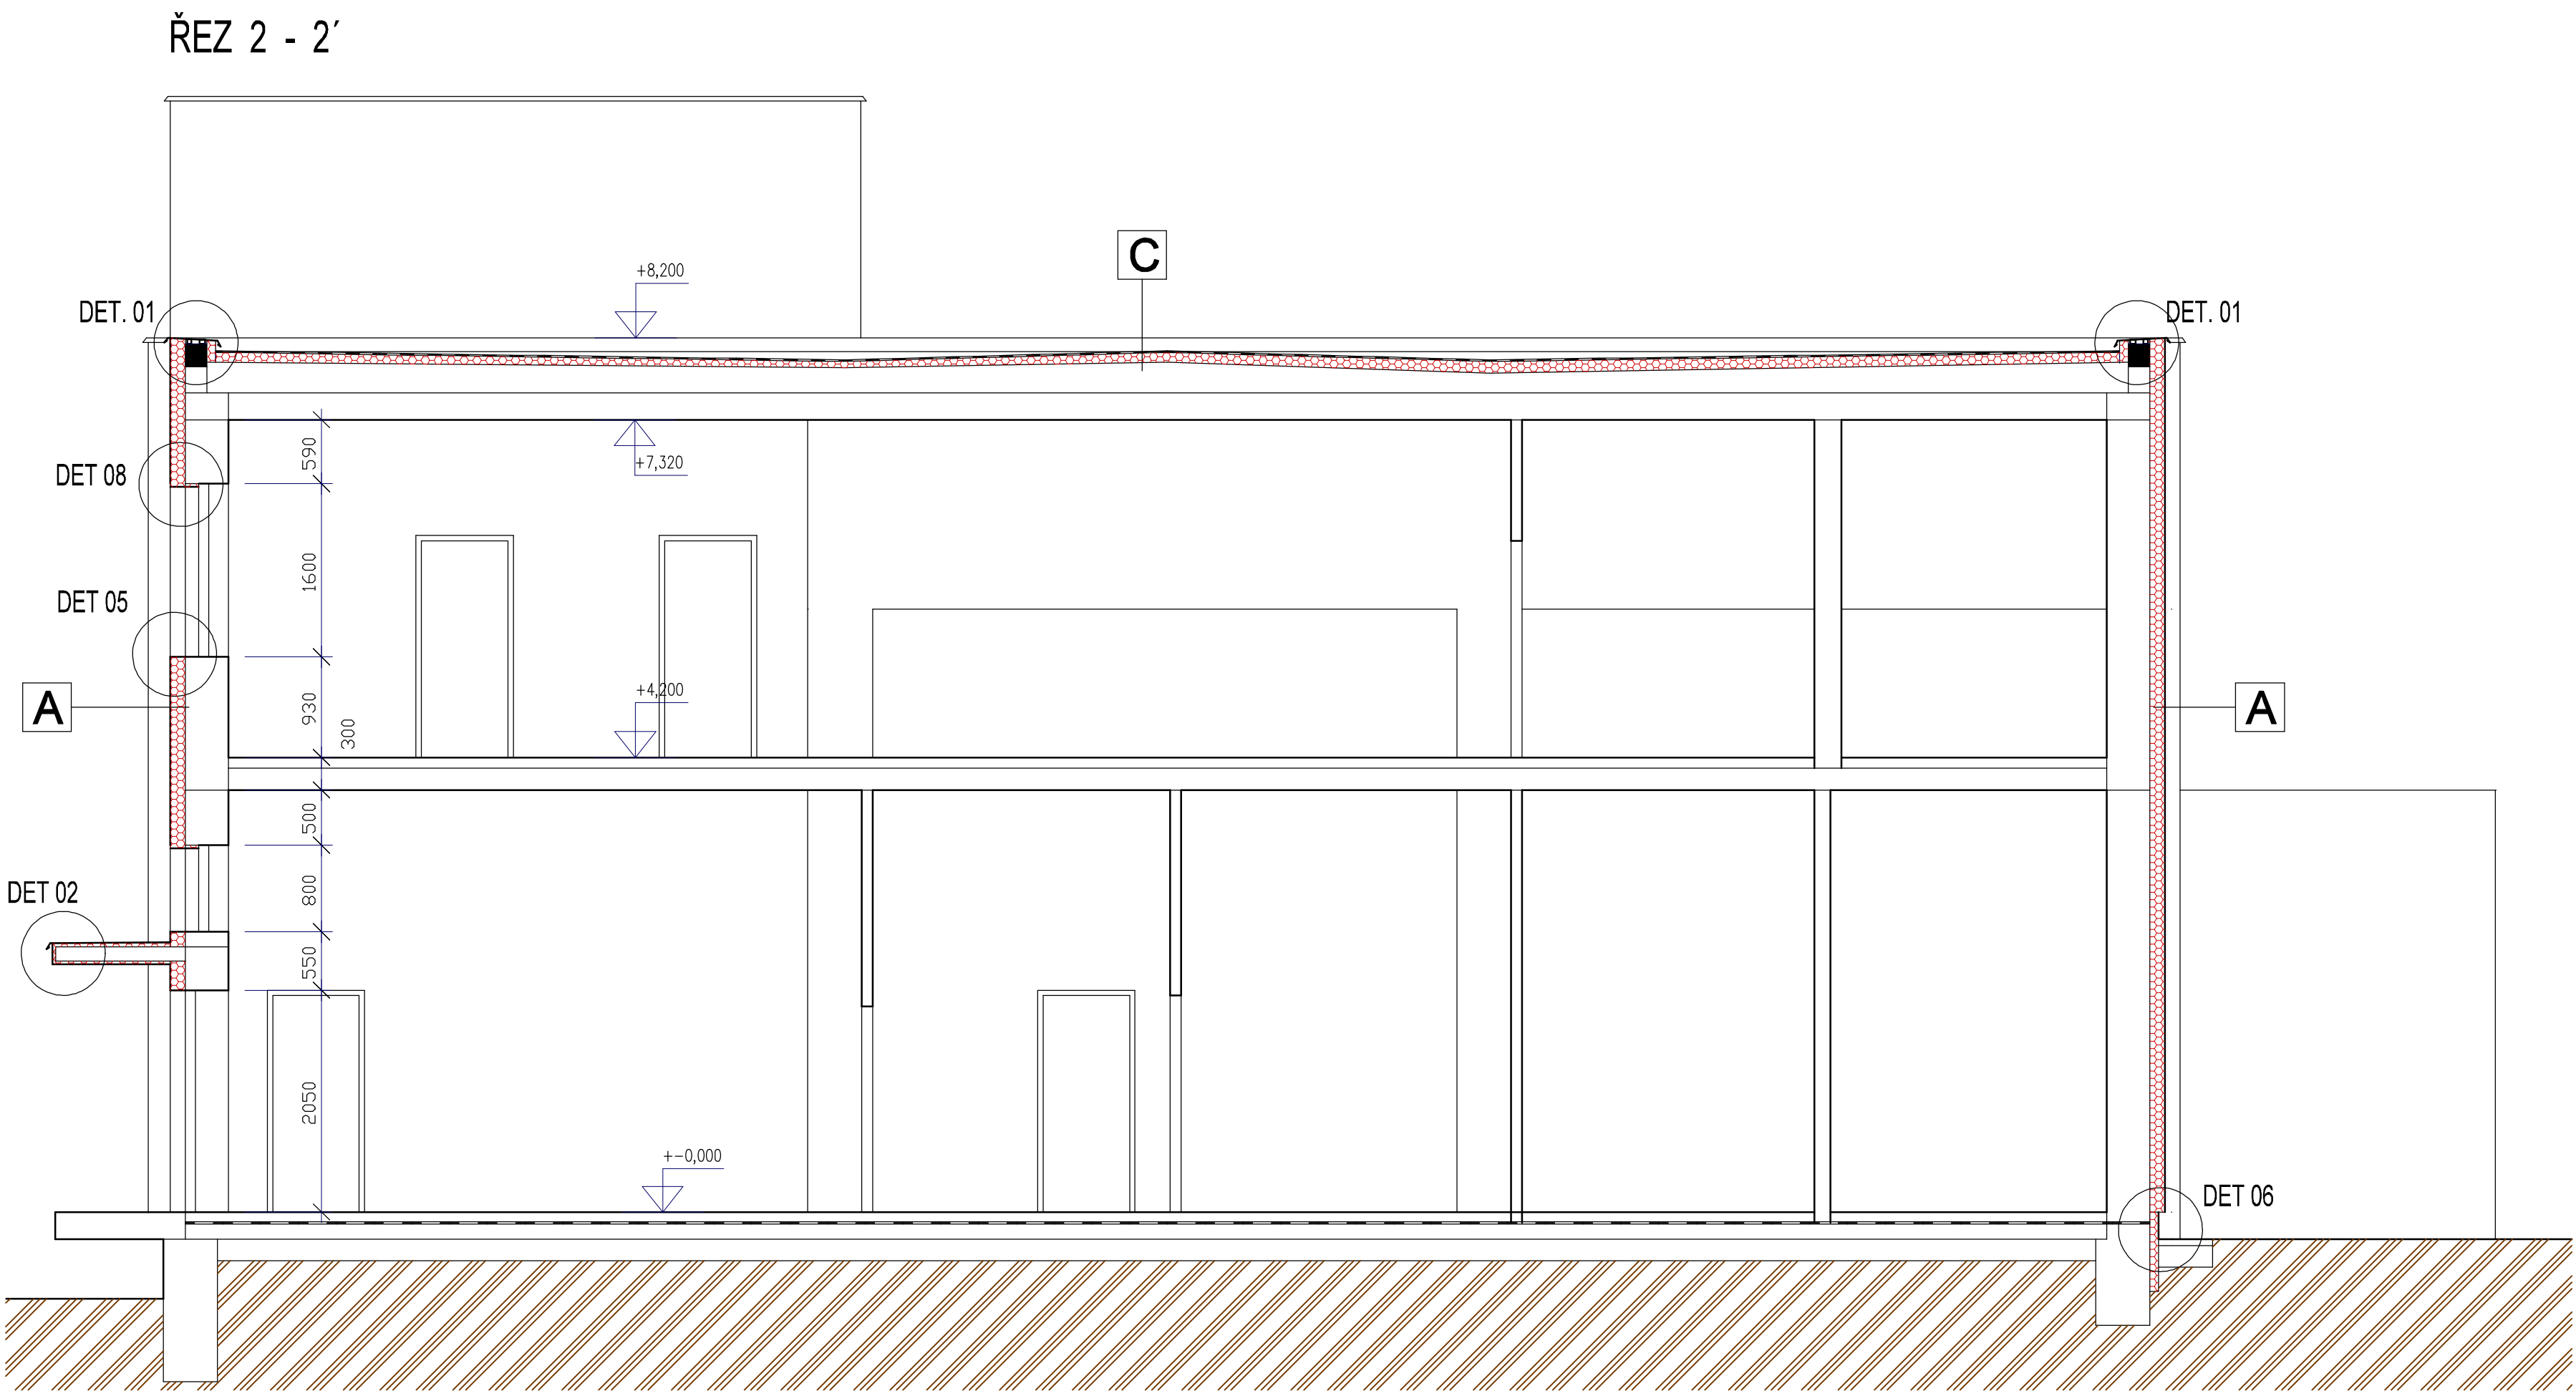 ŘEZ 2 - 2´
C
+8,200
DET. 01
DET. 01
590
+7,320
DET 08
1600
DET 05
A
930
300
+4,200
A
500
800
DET 02
550
2050
+-0,000
DET 06